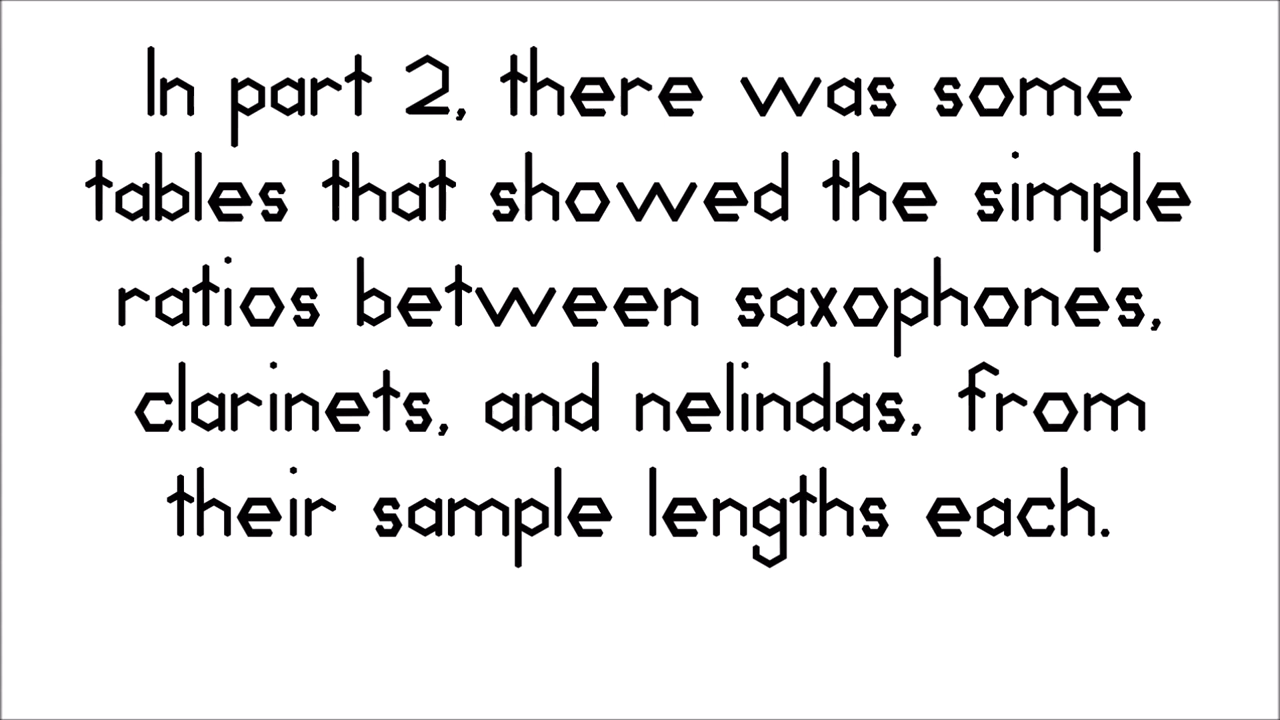 In part 2, there was some
tables that showed the simple
ratios between saxophones,
clarinets, and nelindas, from
their sample lengths each.